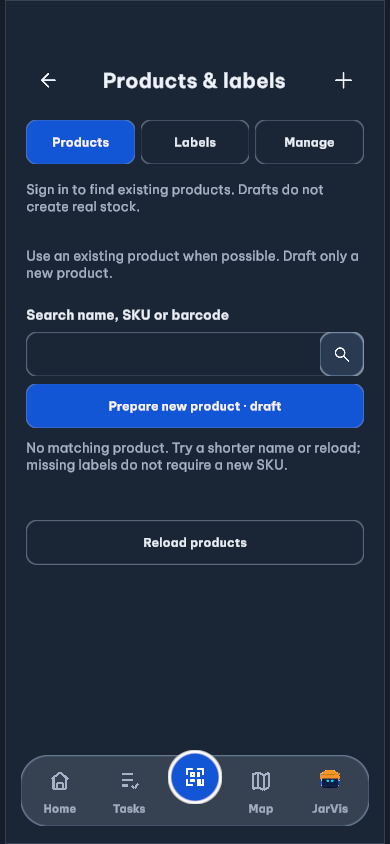 Products & labels
Products
Labels
Manage
Sign in to find existing products. Drafts do not
create real stock.
Use an existing product when possible. Draft only a
new product.
Search name, SKU or barcode
Prepare new product · draft
No matching product. Try a shorter name or reload;
missing labels do not require a new SKU.
Reload products
Home
Tasks
Map
JarVis